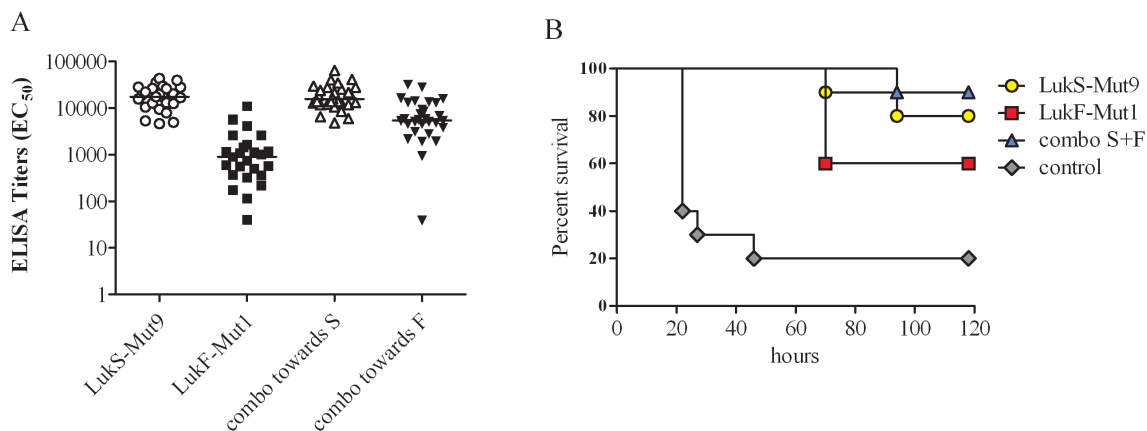 A
ELISA Titers (EC50)
100000
10000
1000
100
10
1
LukS-Mut9
LukF-Mut1
combo towards S
combo towards F
B
Percent survival
100
80
60
40
20
0
0 20 40 60 80 100 120
hours
LukS-Mut9
LukF-Mut1
combo S+F
control